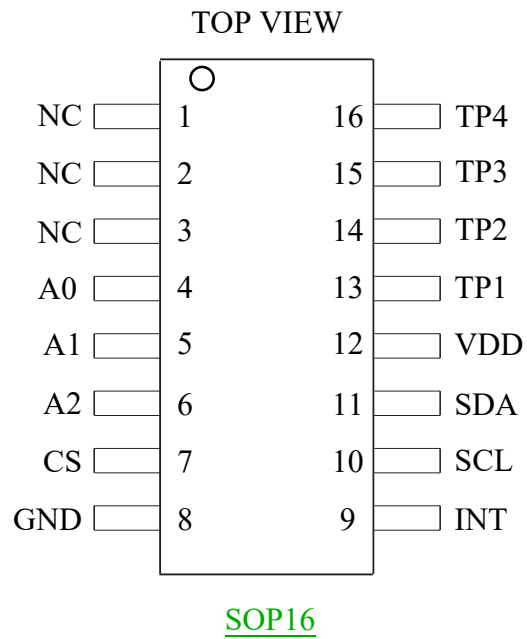 TOP VIEW
NC 1 16 TP4
NC 2 15 TP3
NC 3 14 TP2
A0 4 13 TP1
A1 5 12 VDD
A2 6 11 SDA
CS 7 10 SCL
GND 8 9 INT
SOP16